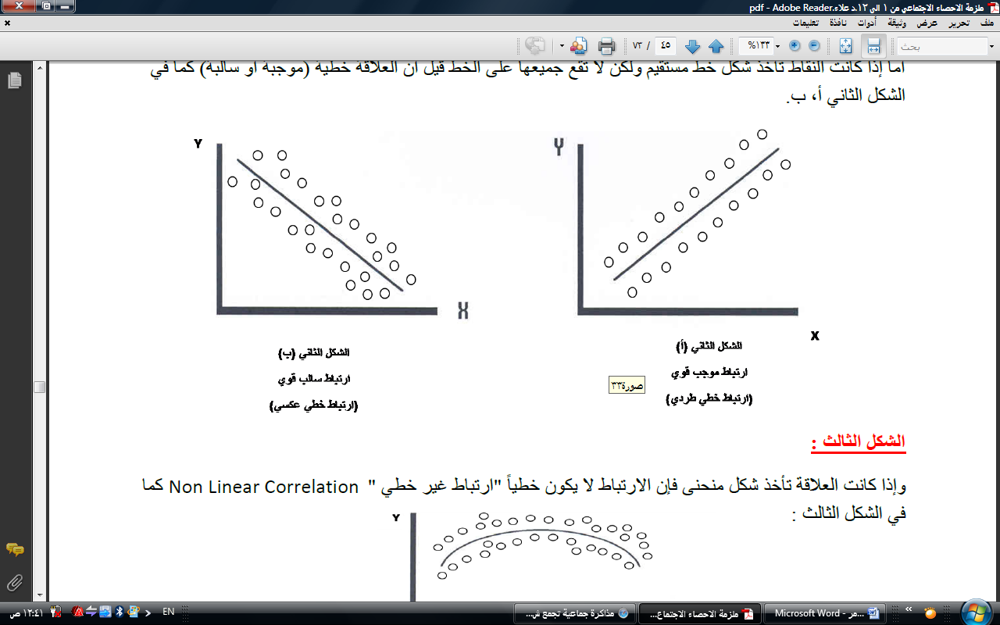 ملزمة الاحصاء الاجتماعي من ١ الى ١٢.د علاء.pdf - Adobe Reader
ملف تحرير عرض وثيقة أدوات نافذة تعليمات
٤٥ / ٧٣ ١٣٣% بحث
اما إذا كانت النقاط تأخذ شكل خط مستقيم ولكن لا تقع جميعها على الخط قيل ان العلاقة خطية (موجبة او سالبة) كما في
الشكل الثاني أ، ب.
Y
Y
X
X
الشكل الثاني (أ)
ارتباط موجب قوي
(ارتباط خطي طردي)
صورة٣٣
الشكل الثاني (ب)
ارتباط سالب قوي
(ارتباط خطي عكسي)
الشكل الثالث :
وإذا كانت العلاقة تأخذ شكل منحنى فإن الارتباط لا يكون خطياً "ارتباط غير خطي " Non Linear Correlation كما
في الشكل الثالث :
Y
Microsoft Word - مر...
ملزمة الاحصاء الاجتماع...
مذاكرة جماعية تجمع ش...
EN
١٢:٤١ ص